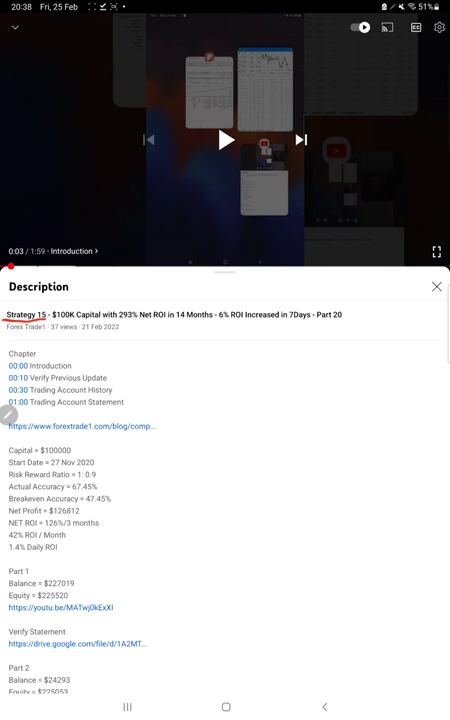 20:38 Fri, 25 Feb
51%
CC
0:03 / 1:59 · Introduction >
Description
Strategy 15 - $100K Capital with 293% Net ROI in 14 Months - 6% ROI Increased in 7Days - Part 20
Forex Trade1 · 37 views · 21 Feb 2022
Chapter
00:00 Introduction
00:10 Verify Previous Update
00:30 Trading Account History
01:00 Trading Account Statement
https://www.forextrade1.com/blog/comp...
Capital = $100000
Start Date = 27 Nov 2020
Risk Reward Ratio = 1: 0.9
Actual Accuracy = 67.45%
Breakeven Accuracy = 47.45%
Net Profit = $126812
NET ROI = 126%/3 months
42% ROI / Month
1.4% Daily ROI
Part 1
Balance = $227019
Equity = $225520
https://youtu.be/MATwj0kExXI
Verify Statement
https://drive.google.com/file/d/1A2MT...
Part 2
Balance = $24293
Equity = $225053